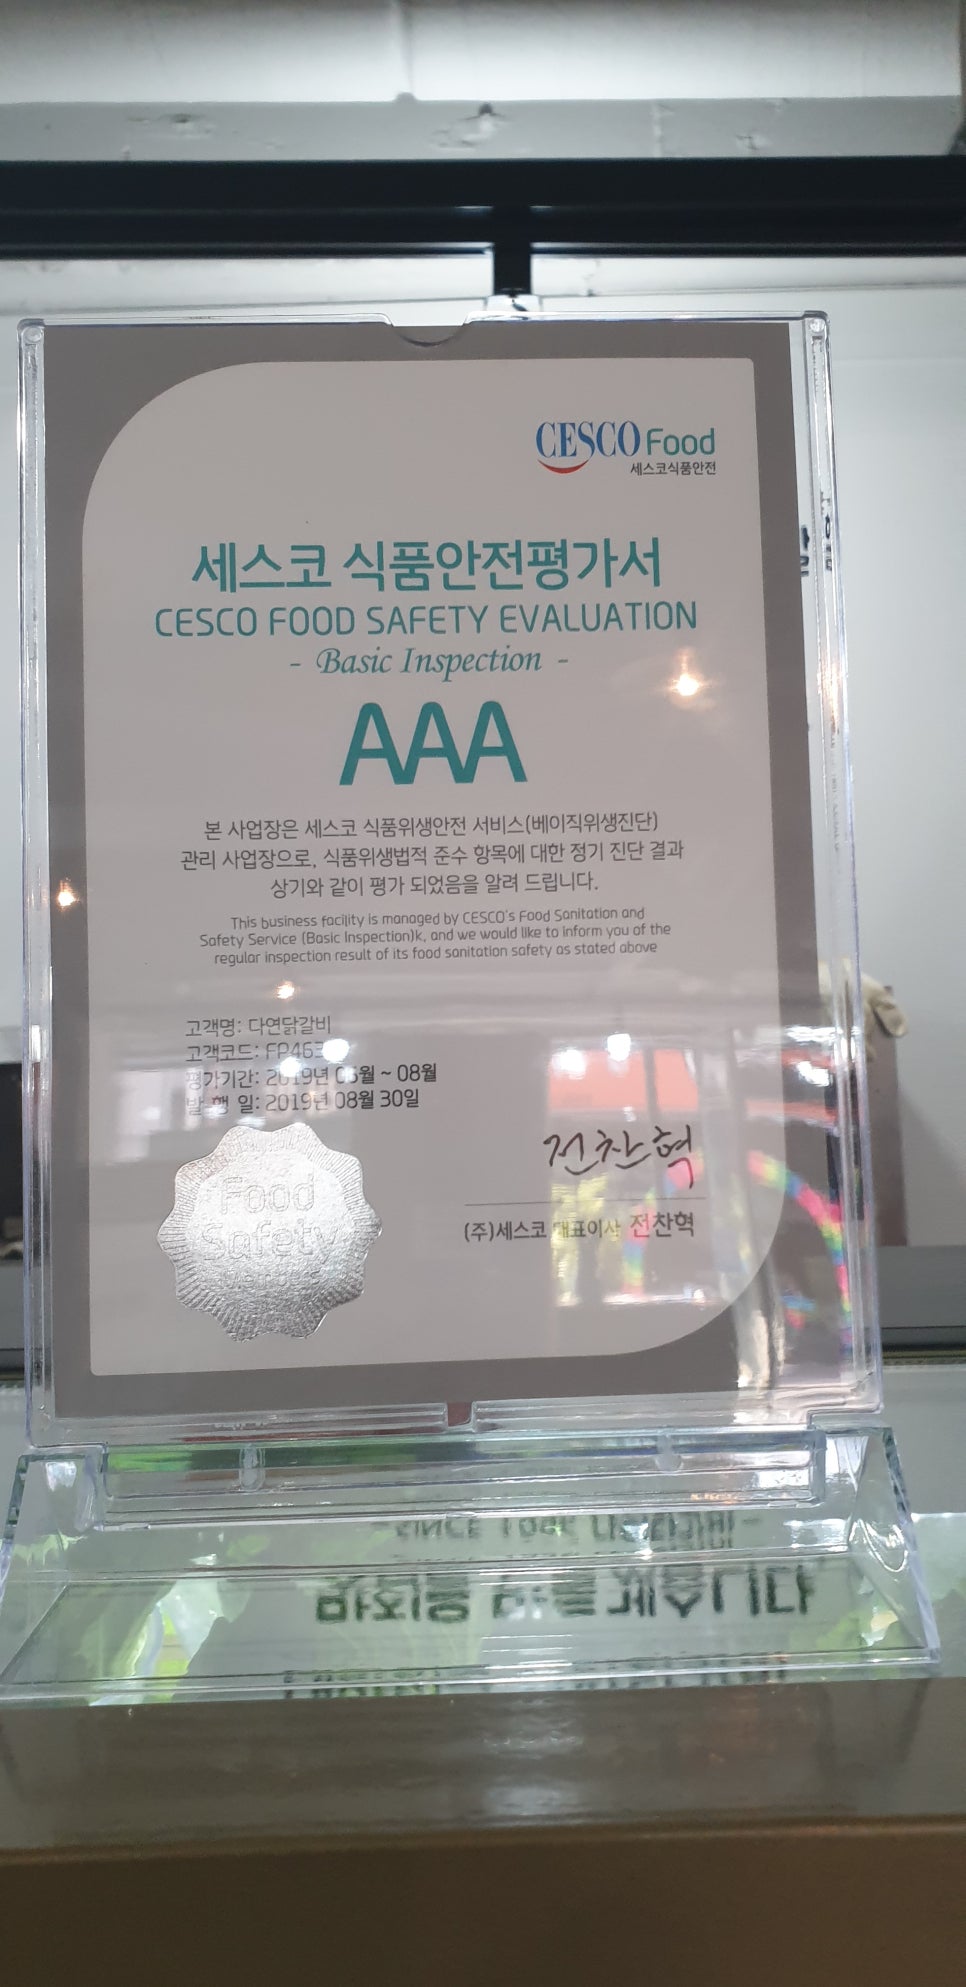 CESCO Food
세스코식품안전
세스코 식품안전평가서
CESCO FOOD SAFETY EVALUATION
- Basic Inspection -
AAA
본 사업장은 세스코 식품위생안전 서비스(베이직위생진단)
관리 사업장으로, 식품위생법적 준수 항목에 대한 정기 진단 결과
상기와 같이 평가 되었음을 알려 드립니다.
This business facility is managed by CESCO's Food Sanitation and
Safety Service (Basic Inspection)k, and we would like to inform you of the
regular inspection result of its food sanitation safety as stated above
고객명: 다연닭갈비
고객코드:
평가기간: 2019년 ~ 08월
발 행 일: 2019년 08월 30일
전찬혁
(주)세스코 대표이사 전찬혁
Food
Safety